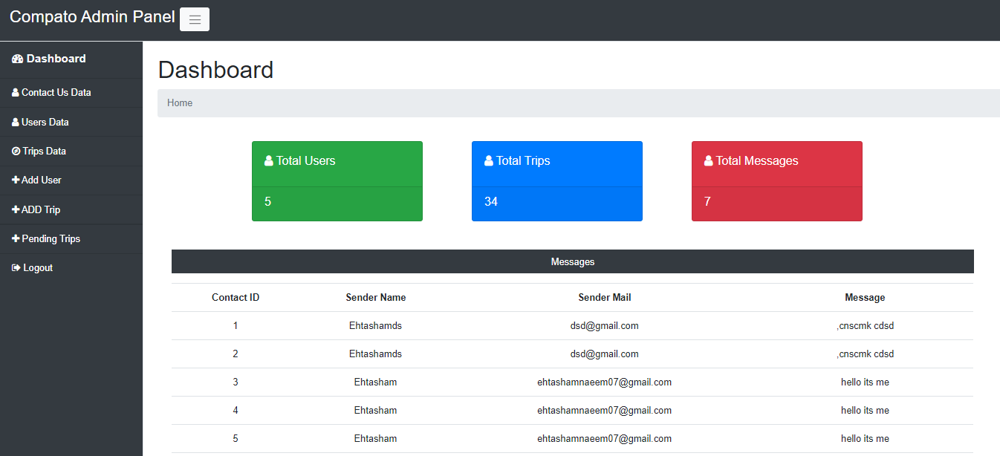 Compato Admin Panel
Dashboard
Contact Us Data
Users Data
Trips Data
Add User
ADD Trip
Pending Trips
Logout
Dashboard
Home
Total Users
5
Total Trips
34
Total Messages
7
Messages
Contact ID Sender Name Sender Mail Message
1 Ehtashamds dsd@gmail.com ,cnscmk cdsd
2 Ehtashamds dsd@gmail.com ,cnscmk cdsd
3 Ehtasham ehtashamnaeem07@gmail.com hello its me
4 Ehtasham ehtashamnaeem07@gmail.com hello its me
5 Ehtasham ehtashamnaeem07@gmail.com hello its me